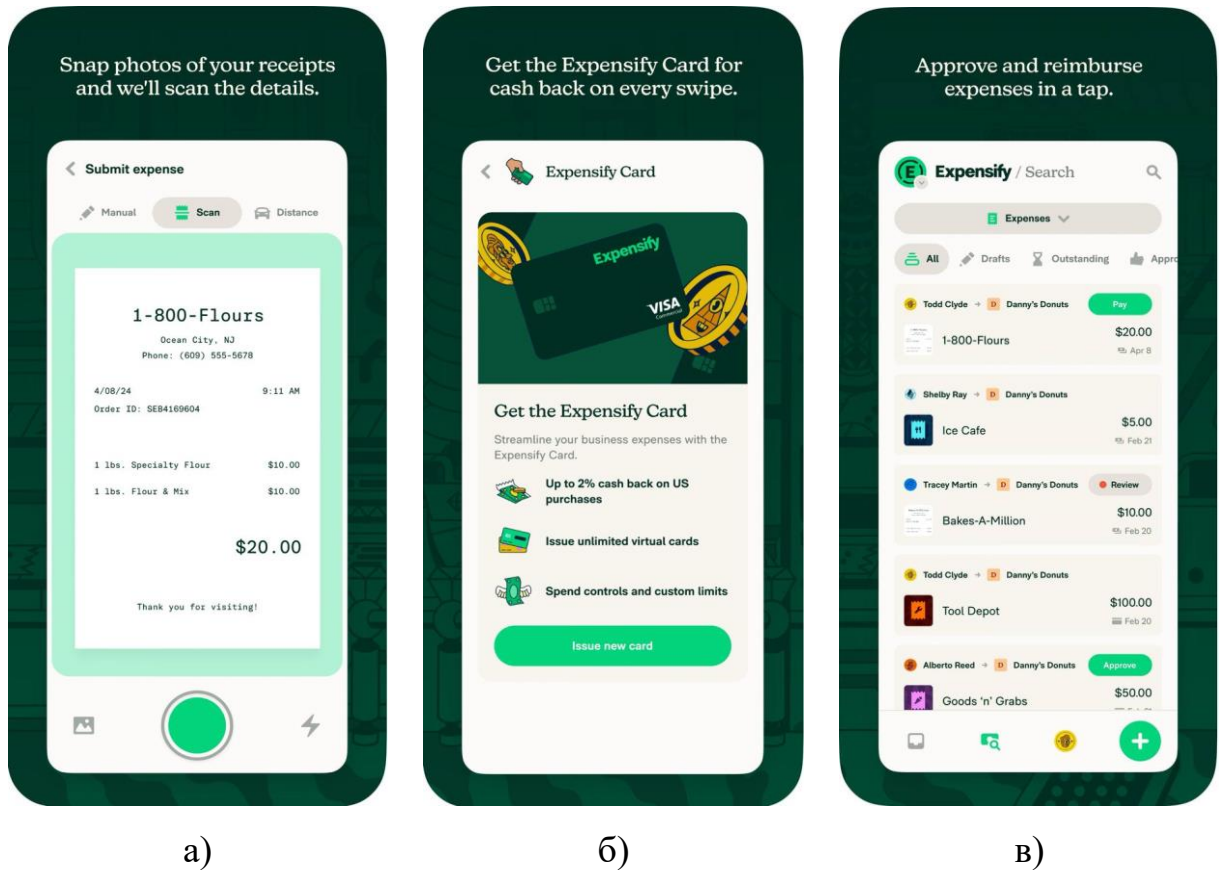 Snap photos of your receipts
and we'll scan the details.
Submit expense
Manual
Scan
Distance
1-800-Flours
Ocean City, NJ
Phone: (609) 555-5678
4/08/24 9:11 AM
Order ID: SEB4169604
1 lbs. Specialty Flour $10.00
1 lbs. Flour & Mix $10.00
$20.00
Thank you for visiting!
а)
Get the Expensify Card for
cash back on every swipe.
Expensify Card
Expensify
VISA
Commercial
Get the Expensify Card
Streamline your business expenses with the
Expensify Card.
Up to 2% cash back on US
purchases
Issue unlimited virtual cards
Spend controls and custom limits
Issue new card
б)
Approve and reimburse
expenses in a tap.
E
Expensify / Search
Expenses
All
Drafts
Outstanding
Appro
Todd Clyde → D Danny's Donuts Pay
1-800-Flours $20.00
Apr 8
Shelby Ray → D Danny's Donuts
Ice Cafe $5.00
Feb 21
Tracey Martin → D Danny's Donuts Review
Bakes-A-Million $10.00
Feb 20
Todd Clyde → D Danny's Donuts
Tool Depot $100.00
Feb 20
Alberto Reed → D Danny's Donuts Approve
Goods 'n' Grabs $50.00
в)